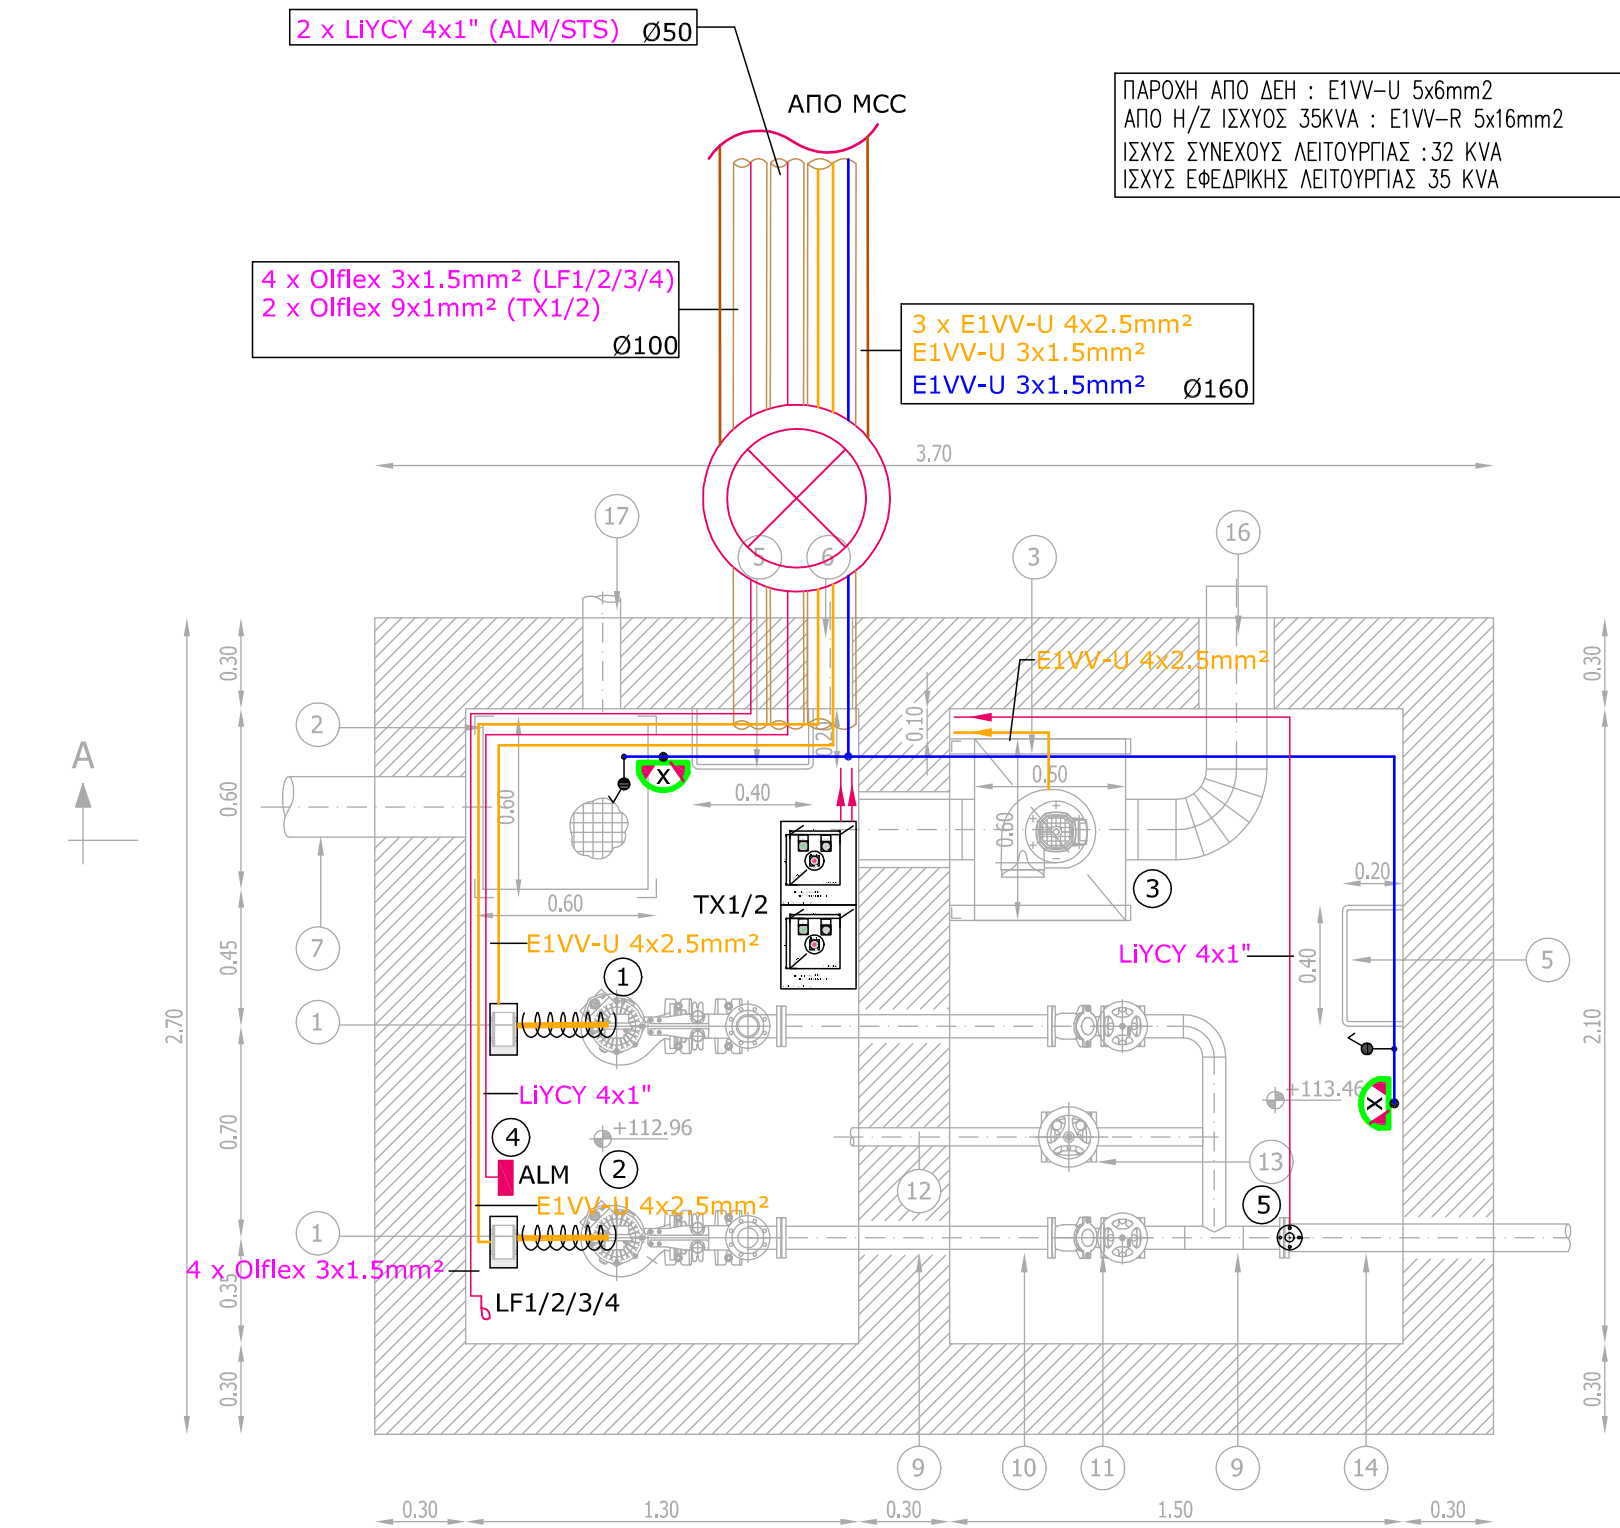 2 x LiYCY 4x1" (ALM/STS) Ø50
ΑΠΟ MCC
ΠΑΡΟΧΗ ΑΠΟ ΔΕΗ : E1VV-U 5x6mm2
ΑΠΟ Η/Ζ ΙΣΧΥΟΣ 35KVA : E1VV-R 5x16mm2
ΙΣΧΥΣ ΣΥΝΕΧΟΥΣ ΛΕΙΤΟΥΡΓΙΑΣ :32 KVA
ΙΣΧΥΣ ΕΦΕΔΡΙΚΗΣ ΛΕΙΤΟΥΡΓΙΑΣ 35 KVA
4 x Olflex 3x1.5mm² (LF1/2/3/4)
2 x Olflex 9x1mm² (TX1/2)
Ø100
3 x E1VV-U 4x2.5mm²
E1VV-U 3x1.5mm²
E1VV-U 3x1.5mm² Ø160
3.70
17
5
6
3
16
0.30
E1VV-U 4x2.5mm²
0.30
2
0.20
0.10
A
X
0.50
0.60
0.60
0.40
0.60
0.20
TX1/2
3
0.60
7
0.45
E1VV-U 4x2.5mm²
LiYCY 4x1"
0.40
5
1
1
2.70
2.10
LiYCY 4x1"
+113.46
X
0.70
4
+112.96
ALM
2
12
13
E1VV-U 4x2.5mm²
5
1
4 x Olflex 3x1.5mm²
0.35
LF1/2/3/4
0.30
0.30
9
10
11
9
14
0.30
1.30
0.30
1.50
0.30